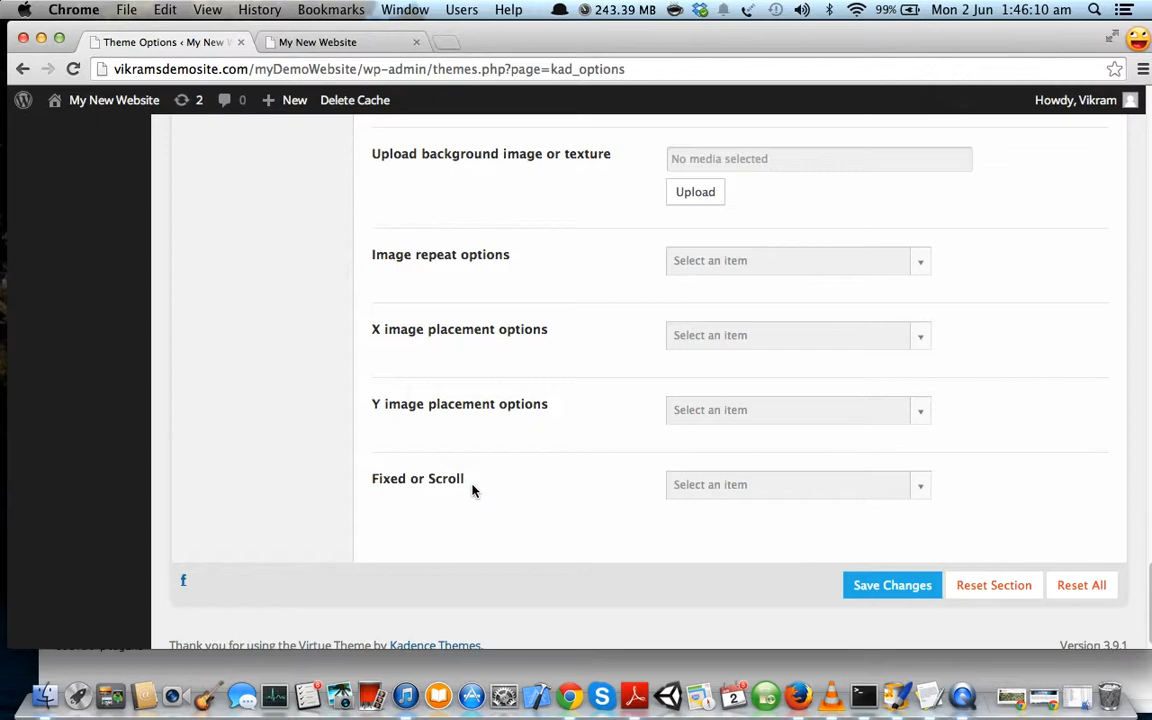 Chrome File Edit View History Bookmarks Window Users Help 243.39 MB 99% Mon 2 Jun 1:46:10 am
Theme Options ‹ My New W × My New Website ×
vikramsdemosite.com/myDemoWebsite/wp-admin/themes.php?page=kad_options
My New Website 2 0 + New Delete Cache Howdy, Vikram
Upload background image or texture No media selected
Upload
Image repeat options Select an item
X image placement options Select an item
Y image placement options Select an item
Fixed or Scroll Select an item
f Save Changes Reset Section Reset All
Thank you for using the Virtue Theme by Kadence Themes. Version 3.9.1